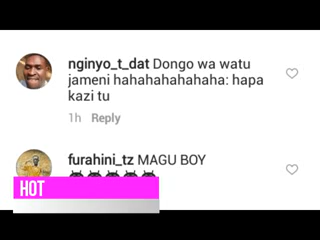 nginyo_t_dat Dongo wa watu
jameni hahahahahahaha: hapa
kazi tu
1h Reply
furahini_tz MAGU BOY
HOT